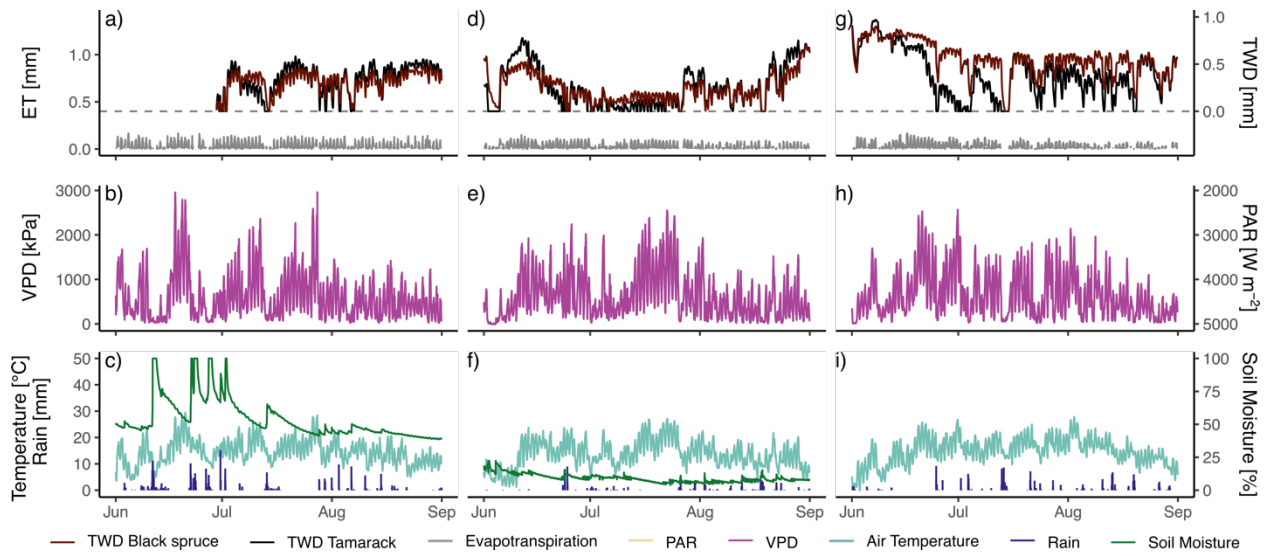 a) d) g)
ET [mm]
1.0
0.5
0.0
1.0
0.5
0.0
TWD
[mm]
b) e) h)
VPD [kPa]
3000
2000
1000
0
2000
3000
4000
5000
PAR [W m⁻²]
c) f) i)
Temperature [°C]
Rain [mm]
50
40
30
20
10
0
100
75
50
25
0
Soil Moisture [%]
Jun Jul Aug Sep Jun Jul Aug Sep Jun Jul Aug Sep
TWD Black spruce TWD Tamarack Evapotranspiration PAR VPD Air Temperature Rain Soil Moisture